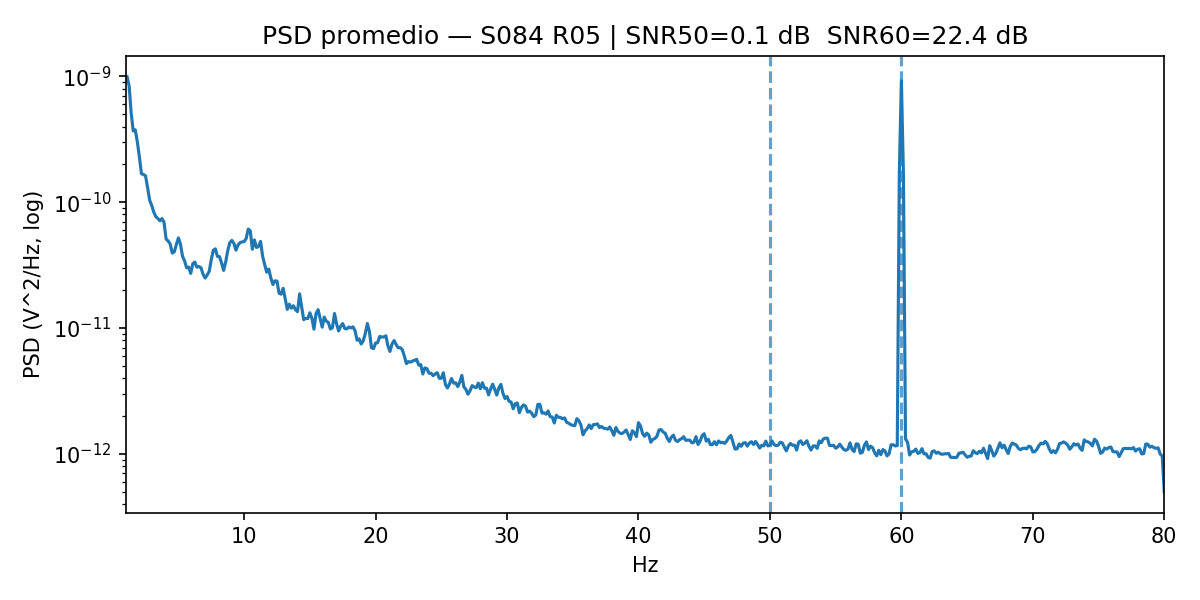 PSD promedio — S084 R05 | SNR50=0.1 dB  SNR60=22.4 dB
PSD (V^2/Hz, log)
10⁻⁹
10⁻¹⁰
10⁻¹¹
10⁻¹²
10 20 30 40 50 60 70 80
Hz